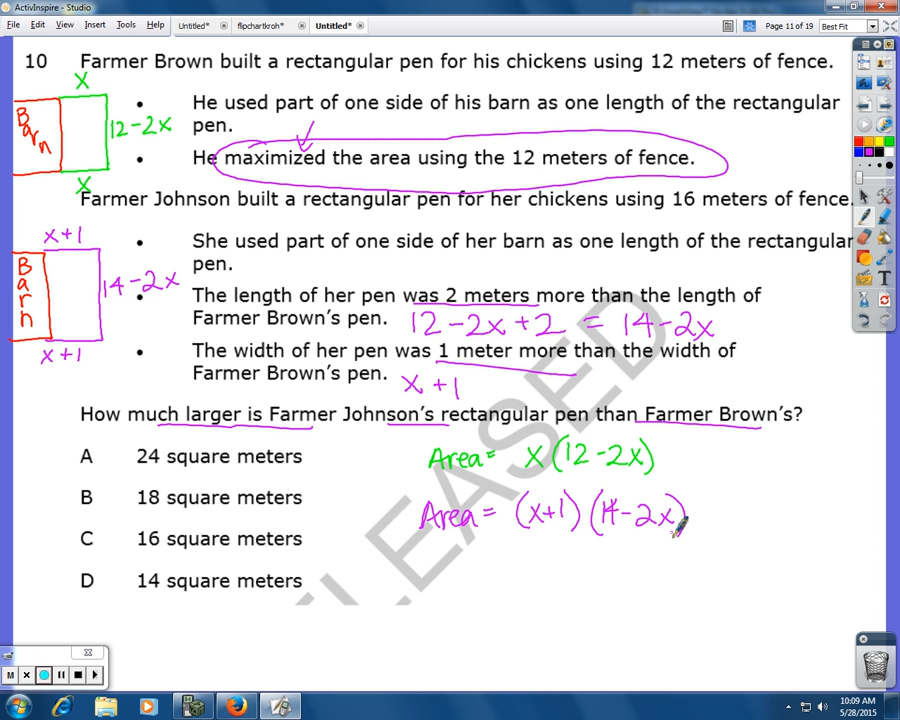 ActivInspire - Studio
File Edit View Insert Tools Help
Untitled* flipchartkroh* Untitled*
Page 11 of 19 Best Fit
10 Farmer Brown built a rectangular pen for his chickens using 12 meters of fence.
x
• He used part of one side of his barn as one length of the rectangular
pen.
Barn
12-2x
• He maximized the area using the 12 meters of fence.
x
Farmer Johnson built a rectangular pen for her chickens using 16 meters of fence.
x+1
• She used part of one side of her barn as one length of the rectangular
pen.
Barn
14-2x
• The length of her pen was 2 meters more than the length of
Farmer Brown's pen. 12-2x+2 = 14-2x
• The width of her pen was 1 meter more than the width of
x+1
Farmer Brown's pen. x+1
How much larger is Farmer Johnson's rectangular pen than Farmer Brown's?
A 24 square meters
Area= x(12-2x)
B 18 square meters
Area= (x+1)(14-2x)
C 16 square meters
D 14 square meters
RELEASED
10:09 AM
5/28/2015